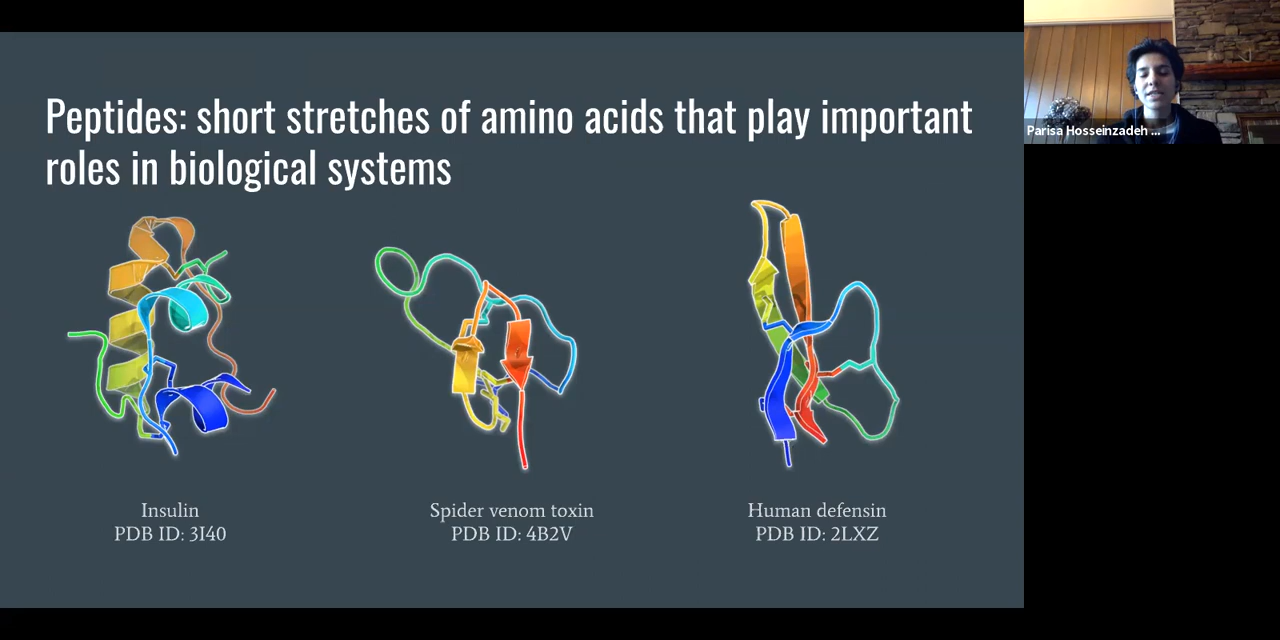 Peptides: short stretches of amino acids that play important
roles in biological systems
Insulin
PDB ID: 3I40
Spider venom toxin
PDB ID: 4B2V
Human defensin
PDB ID: 2LXZ
Parisa Hosseinzadeh ...